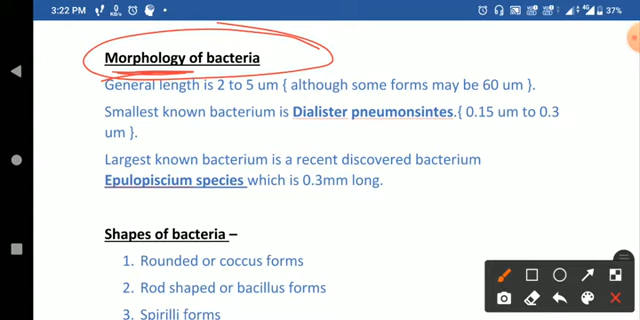 3:22 PM 0 KB/s 4G 37%
Morphology of bacteria
General length is 2 to 5 um { although some forms may be 60 um }.
Smallest known bacterium is Dialister pneumonsintes.{ 0.15 um to 0.3
um }.
Largest known bacterium is a recent discovered bacterium
Epulopiscium species which is 0.3mm long.
Shapes of bacteria –
1. Rounded or coccus forms
2. Rod shaped or bacillus forms
3. Spirilli forms